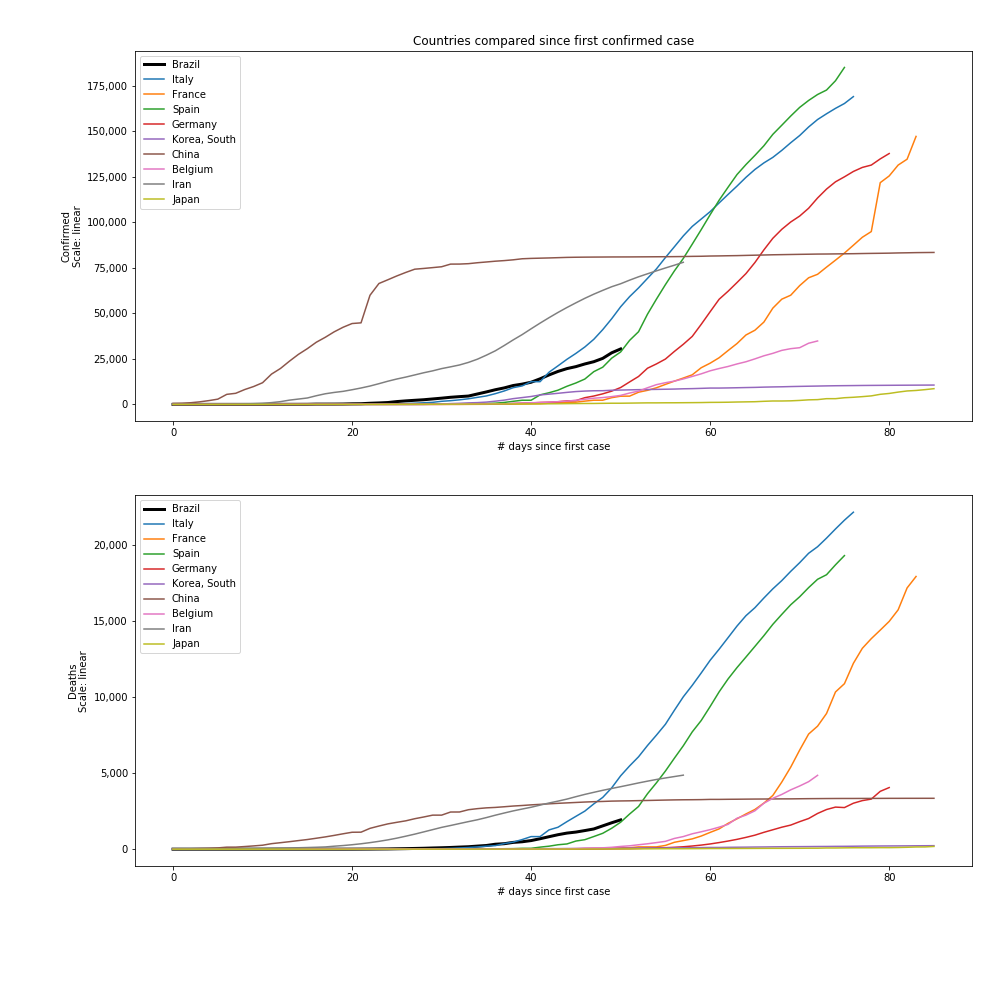 Countries compared since first confirmed case
Brazil
Italy
France
Spain
Germany
Korea, South
China
Belgium
Iran
Japan
175,000
150,000
125,000
100,000
75,000
50,000
25,000
0
Confirmed
Scale: linear
0 20 40 60 80
# days since first case
Brazil
Italy
France
Spain
Germany
Korea, South
China
Belgium
Iran
Japan
20,000
15,000
10,000
5,000
0
Deaths
Scale: linear
0 20 40 60 80
# days since first case